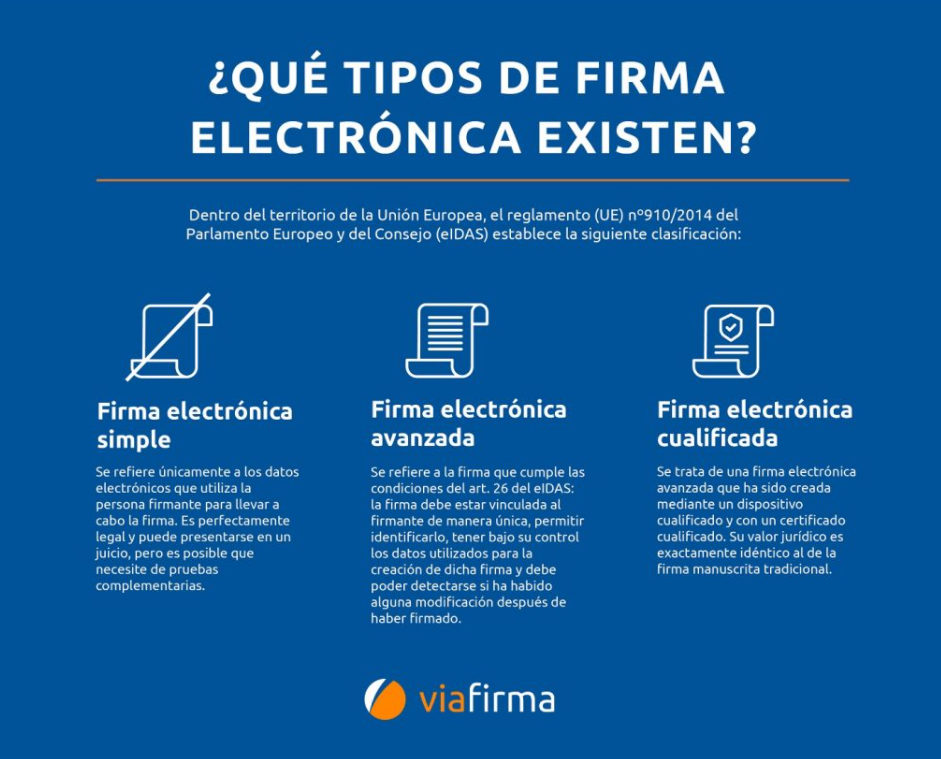 ¿QUÉ TIPOS DE FIRMA
ELECTRÓNICA EXISTEN?
Dentro del territorio de la Unión Europea, el reglamento (UE) nº910/2014 del
Parlamento Europeo y del Consejo (eIDAS) establece la siguiente clasificación:
Firma electrónica
simple
Se refiere únicamente a los datos
electrónicos que utiliza la
persona firmante para llevar a
cabo la firma. Es perfectamente
legal y puede presentarse en un
juicio, pero es posible que
necesite de pruebas
complementarias.
Firma electrónica
avanzada
Se refiere a la firma que cumple las
condiciones del art. 26 del eIDAS:
la firma debe estar vinculada al
firmante de manera única, permitir
identificarlo, tener bajo su control
los datos utilizados para la
creación de dicha firma y debe
poder detectarse si ha habido
alguna modificación después de
haber firmado.
Firma electrónica
cualificada
Se trata de una firma electrónica
avanzada que ha sido creada
mediante un dispositivo
cualificado y con un certificado
cualificado. Su valor jurídico es
exactamente idéntico al de la
firma manuscrita tradicional.
viafirma